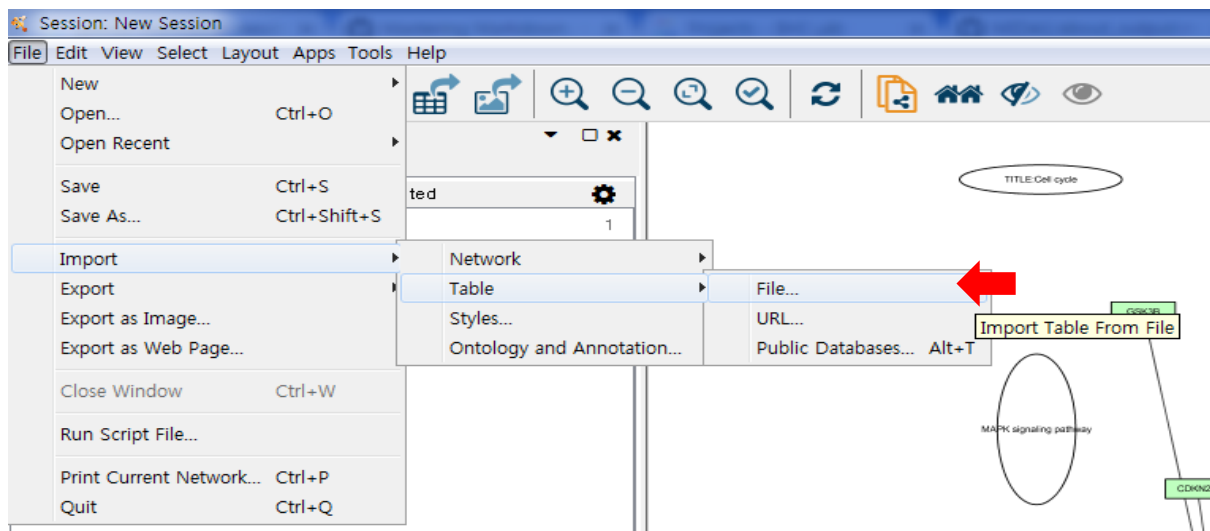 Session: New Session
File Edit View Select Layout Apps Tools Help
New
Open... Ctrl+O
Open Recent
ted
Save Ctrl+S
Save As... Ctrl+Shift+S
1
TITLE:Cell cycle
Import
Export
Export as Image...
Export as Web Page...
Network
Table
Styles...
Ontology and Annotation...
File...
URL...
Public Databases... Alt+T
Import Table From File
GSK3B
Close Window Ctrl+W
Run Script File...
MAPK signaling pathway
Print Current Network... Ctrl+P
Quit Ctrl+Q
CDKN2